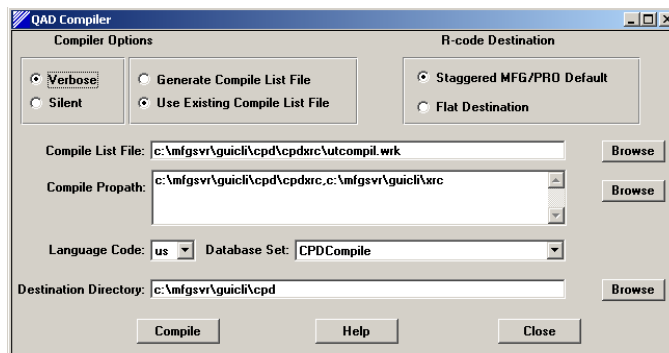 QAD Compiler
Compiler Options
R-code Destination
Verbose
Silent
Generate Compile List File
Use Existing Compile List File
Staggered MFG/PRO Default
Flat Destination
Compile List File: c:\mfgsvr\guicli\cpd\cpdxrc\utcompil.wrk Browse
Compile Propath: c:\mfgsvr\guicli\cpd\cpdxrc,c:\mfgsvr\guicli\xrc Browse
Language Code: us Database Set: CPDCompile
Destination Directory: c:\mfgsvr\guicli\cpd Browse
Compile Help Close